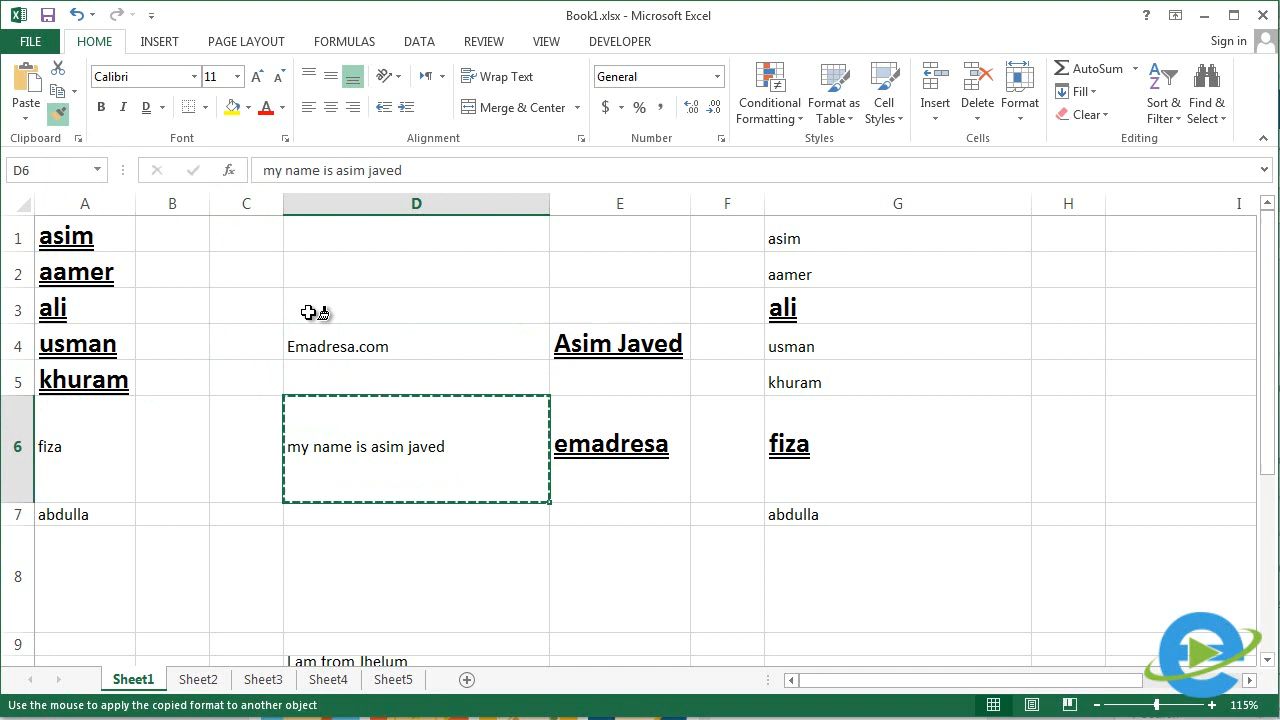 Book1.xlsx - Microsoft Excel
FILE HOME INSERT PAGE LAYOUT FORMULAS DATA REVIEW VIEW DEVELOPER Sign in
Calibri 11 Wrap Text General AutoSum
Paste B I D Merge & Center $ % , Conditional Formatting Format as Table Cell Styles Insert Delete Format Fill Clear Sort & Filter Find & Select
Clipboard Font Alignment Number Styles Cells Editing
D6 fx my name is asim javed
A B C D E F G H I
1 asim asim
2 aamer aamer
3 ali ali
4 usman Emadresa.com Asim Javed usman
5 khuram khuram
6 fiza my name is asim javed emadresa fiza
7 abdulla abdulla
8
9 I am from Jhelum
Sheet1 Sheet2 Sheet3 Sheet4 Sheet5
Use the mouse to apply the copied format to another object 115%